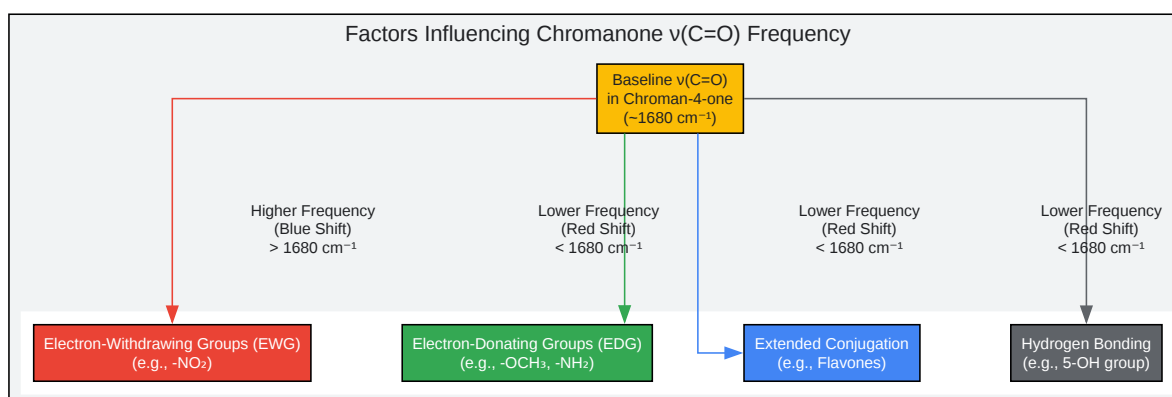 Factors Influencing Chromanone ν(C=O) Frequency
Baseline ν(C=O)
in Chroman-4-one
(~1680 cm⁻¹)
Higher Frequency
(Blue Shift)
> 1680 cm⁻¹
Lower Frequency
(Red Shift)
< 1680 cm⁻¹
Lower Frequency
(Red Shift)
< 1680 cm⁻¹
Lower Frequency
(Red Shift)
< 1680 cm⁻¹
Electron-Withdrawing Groups (EWG)
(e.g., -NO₂)
Electron-Donating Groups (EDG)
(e.g., -OCH₃, -NH₂)
Extended Conjugation
(e.g., Flavones)
Hydrogen Bonding
(e.g., 5-OH group)